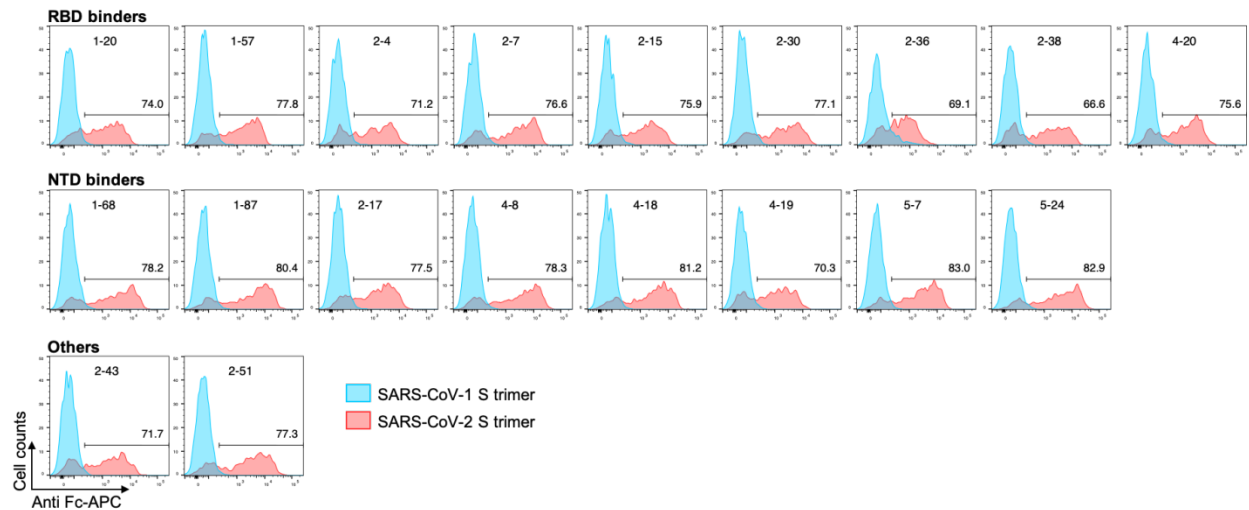 RBD binders
1-20 1-57 2-4 2-7 2-15 2-30 2-36 2-38 4-20
74.0 77.8 71.2 76.6 75.9 77.1 69.1 66.6 75.6
NTD binders
1-68 1-87 2-17 4-8 4-18 4-19 5-7 5-24
78.2 80.4 77.5 78.3 81.2 70.3 83.0 82.9
Others
2-43 2-51
71.7 77.3
SARS-CoV-1 S trimer
SARS-CoV-2 S trimer
Cell counts
Anti Fc-APC